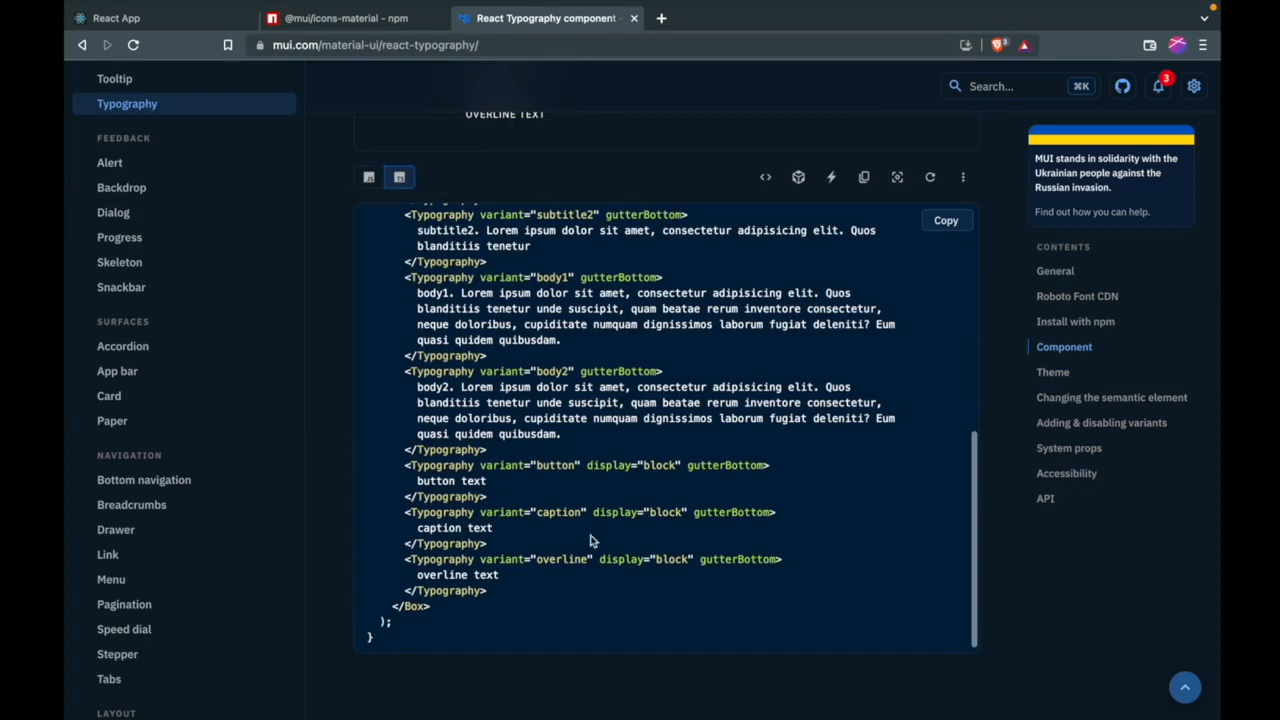 React App
@mui/icons-material - npm
React Typography component -
mui.com/material-ui/react-typography/
3
Tooltip
Typography
FEEDBACK
Alert
Backdrop
Dialog
Progress
Skeleton
Snackbar
SURFACES
Accordion
App bar
Card
Paper
NAVIGATION
Bottom navigation
Breadcrumbs
Drawer
Link
Menu
Pagination
Speed dial
Stepper
Tabs
LAYOUT
Search...
⌘K
3
OVERLINE TEXT
JS
TS
Copy
<Typography variant="subtitle2" gutterBottom>
subtitle2. Lorem ipsum dolor sit amet, consectetur adipisicing elit. Quos
blanditiis tenetur
</Typography>
<Typography variant="body1" gutterBottom>
body1. Lorem ipsum dolor sit amet, consectetur adipisicing elit. Quos
blanditiis tenetur unde suscipit, quam beatae rerum inventore consectetur,
neque doloribus, cupiditate numquam dignissimos laborum fugiat deleniti? Eum
quasi quidem quibusdam.
</Typography>
<Typography variant="body2" gutterBottom>
body2. Lorem ipsum dolor sit amet, consectetur adipisicing elit. Quos
blanditiis tenetur unde suscipit, quam beatae rerum inventore consectetur,
neque doloribus, cupiditate numquam dignissimos laborum fugiat deleniti? Eum
quasi quidem quibusdam.
</Typography>
<Typography variant="button" display="block" gutterBottom>
button text
</Typography>
<Typography variant="caption" display="block" gutterBottom>
caption text
</Typography>
<Typography variant="overline" display="block" gutterBottom>
overline text
</Typography>
</Box>
);
}
MUI stands in solidarity with the
Ukrainian people against the
Russian invasion.
Find out how you can help.
CONTENTS
General
Roboto Font CDN
Install with npm
Component
Theme
Changing the semantic element
Adding & disabling variants
System props
Accessibility
API